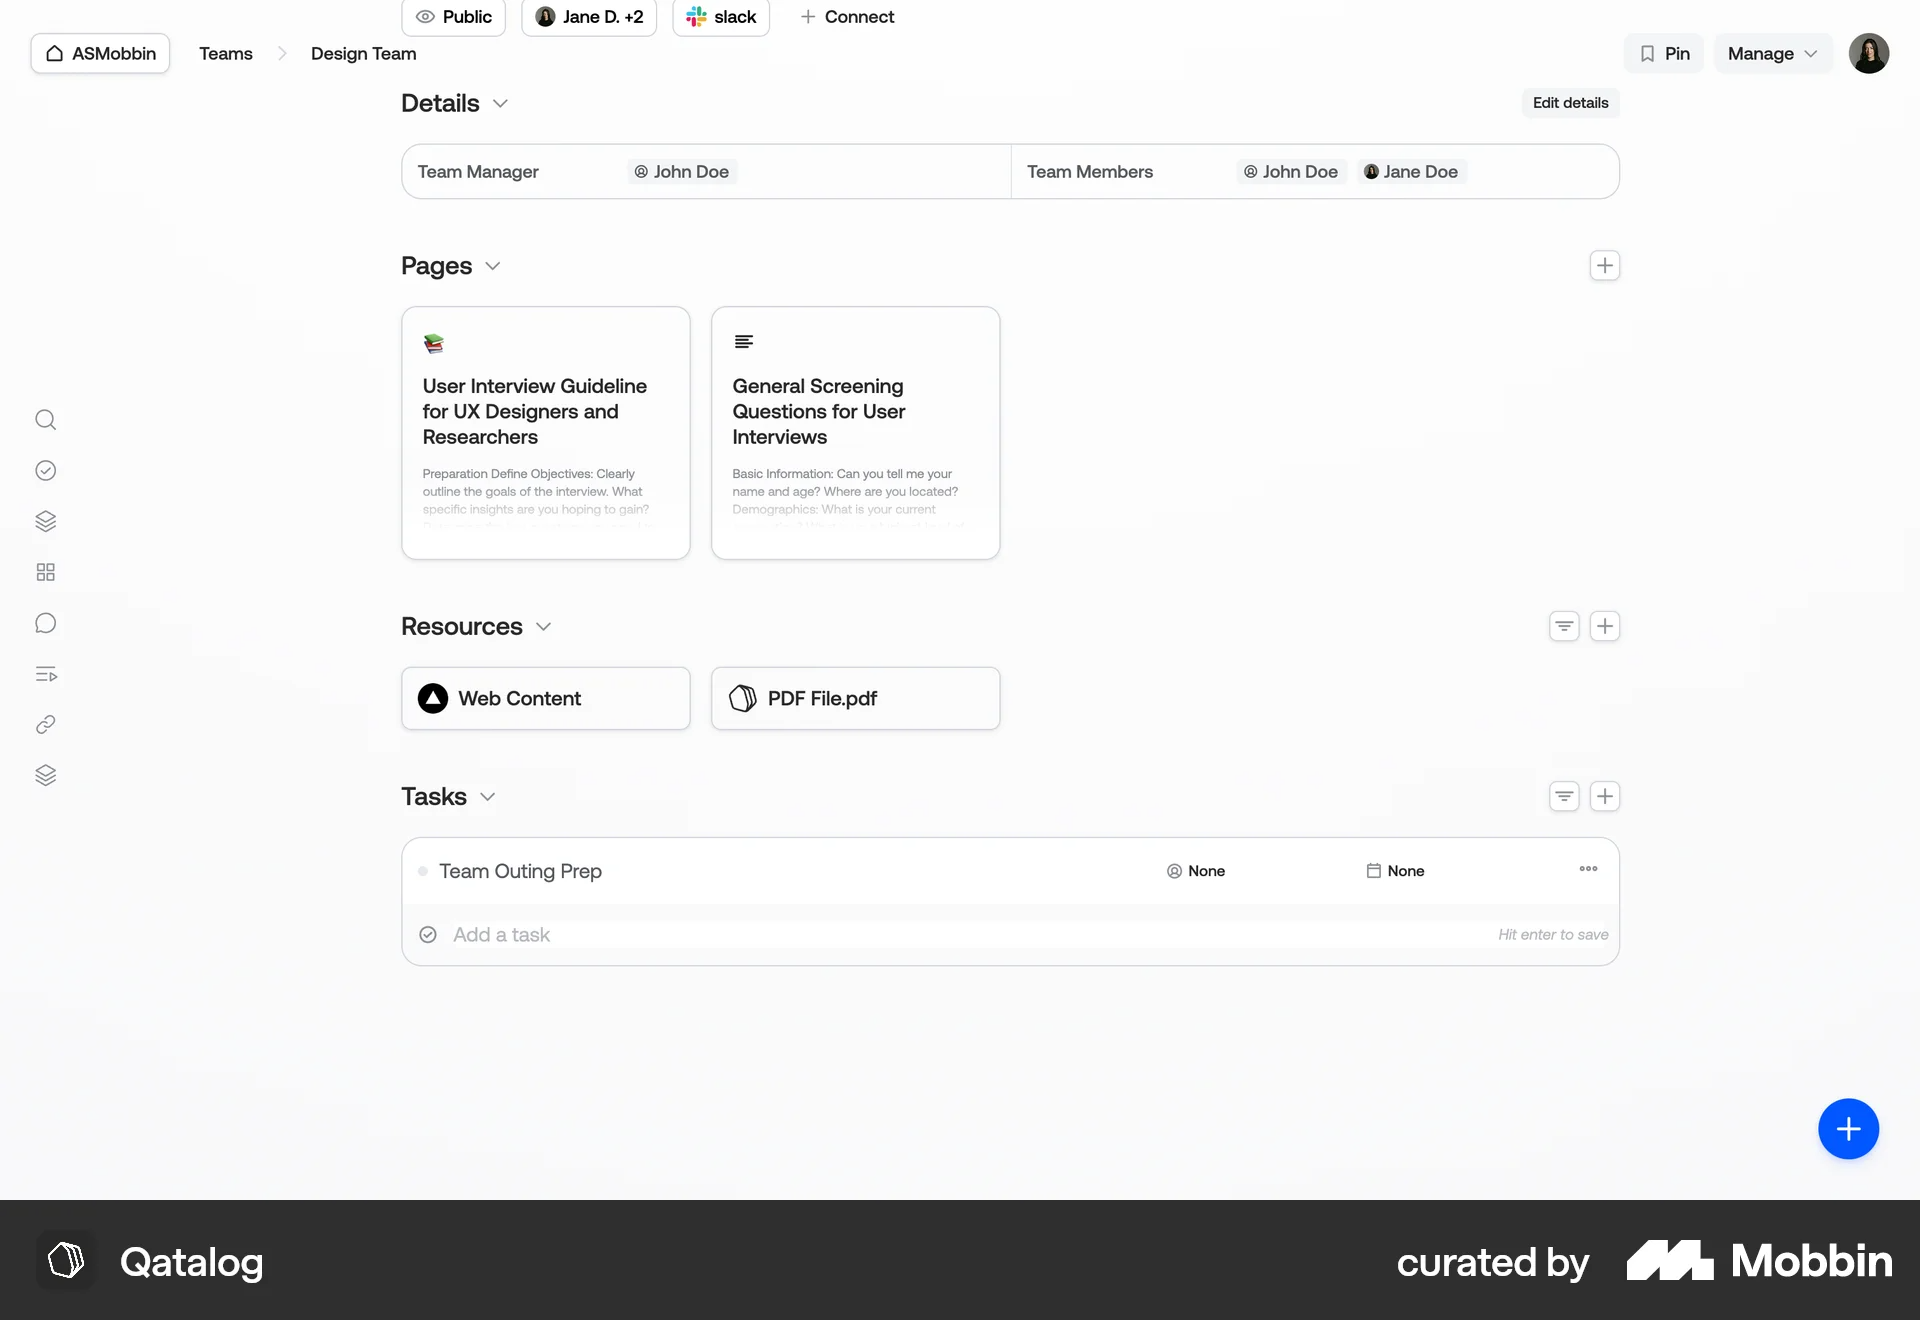 Public
Jane D. +2
slack
Connect
ASMobbin
Teams
Design Team
Pin
Manage
Details
Edit details
Team Manager
John Doe
Team Members
John Doe
Jane Doe
Pages
User Interview Guideline
for UX Designers and
Researchers
Preparation Define Objectives: Clearly
outline the goals of the interview. What
specific insights are you hoping to gain?
General Screening
Questions for User
Interviews
Basic Information: Can you tell me your
name and age? Where are you located?
Demographics: What is your current
Resources
Web Content
PDF File.pdf
Tasks
Team Outing Prep
None
None
Add a task
Hit enter to save
Qatalog
curated by
Mobbin